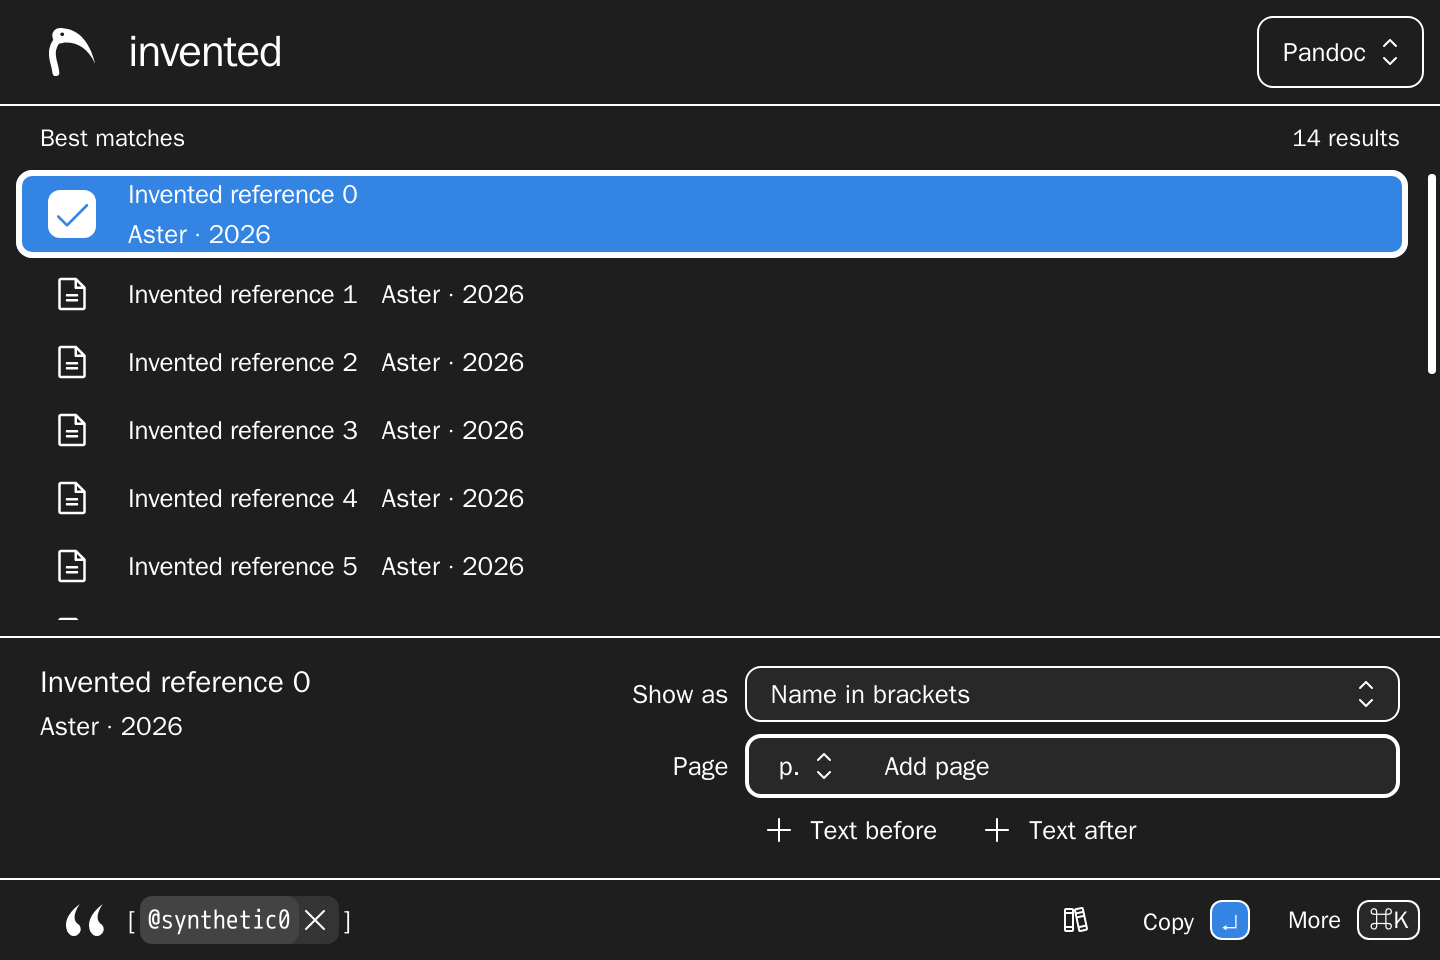 invented
Pandoc
Best matches
14 results
Invented reference 0
Aster · 2026
Invented reference 1 Aster · 2026
Invented reference 2 Aster · 2026
Invented reference 3 Aster · 2026
Invented reference 4 Aster · 2026
Invented reference 5 Aster · 2026
Invented reference 0
Aster · 2026
Show as Name in brackets
Page p. Add page
Text before Text after
[ @synthetic0 ]
Copy More ⌘K